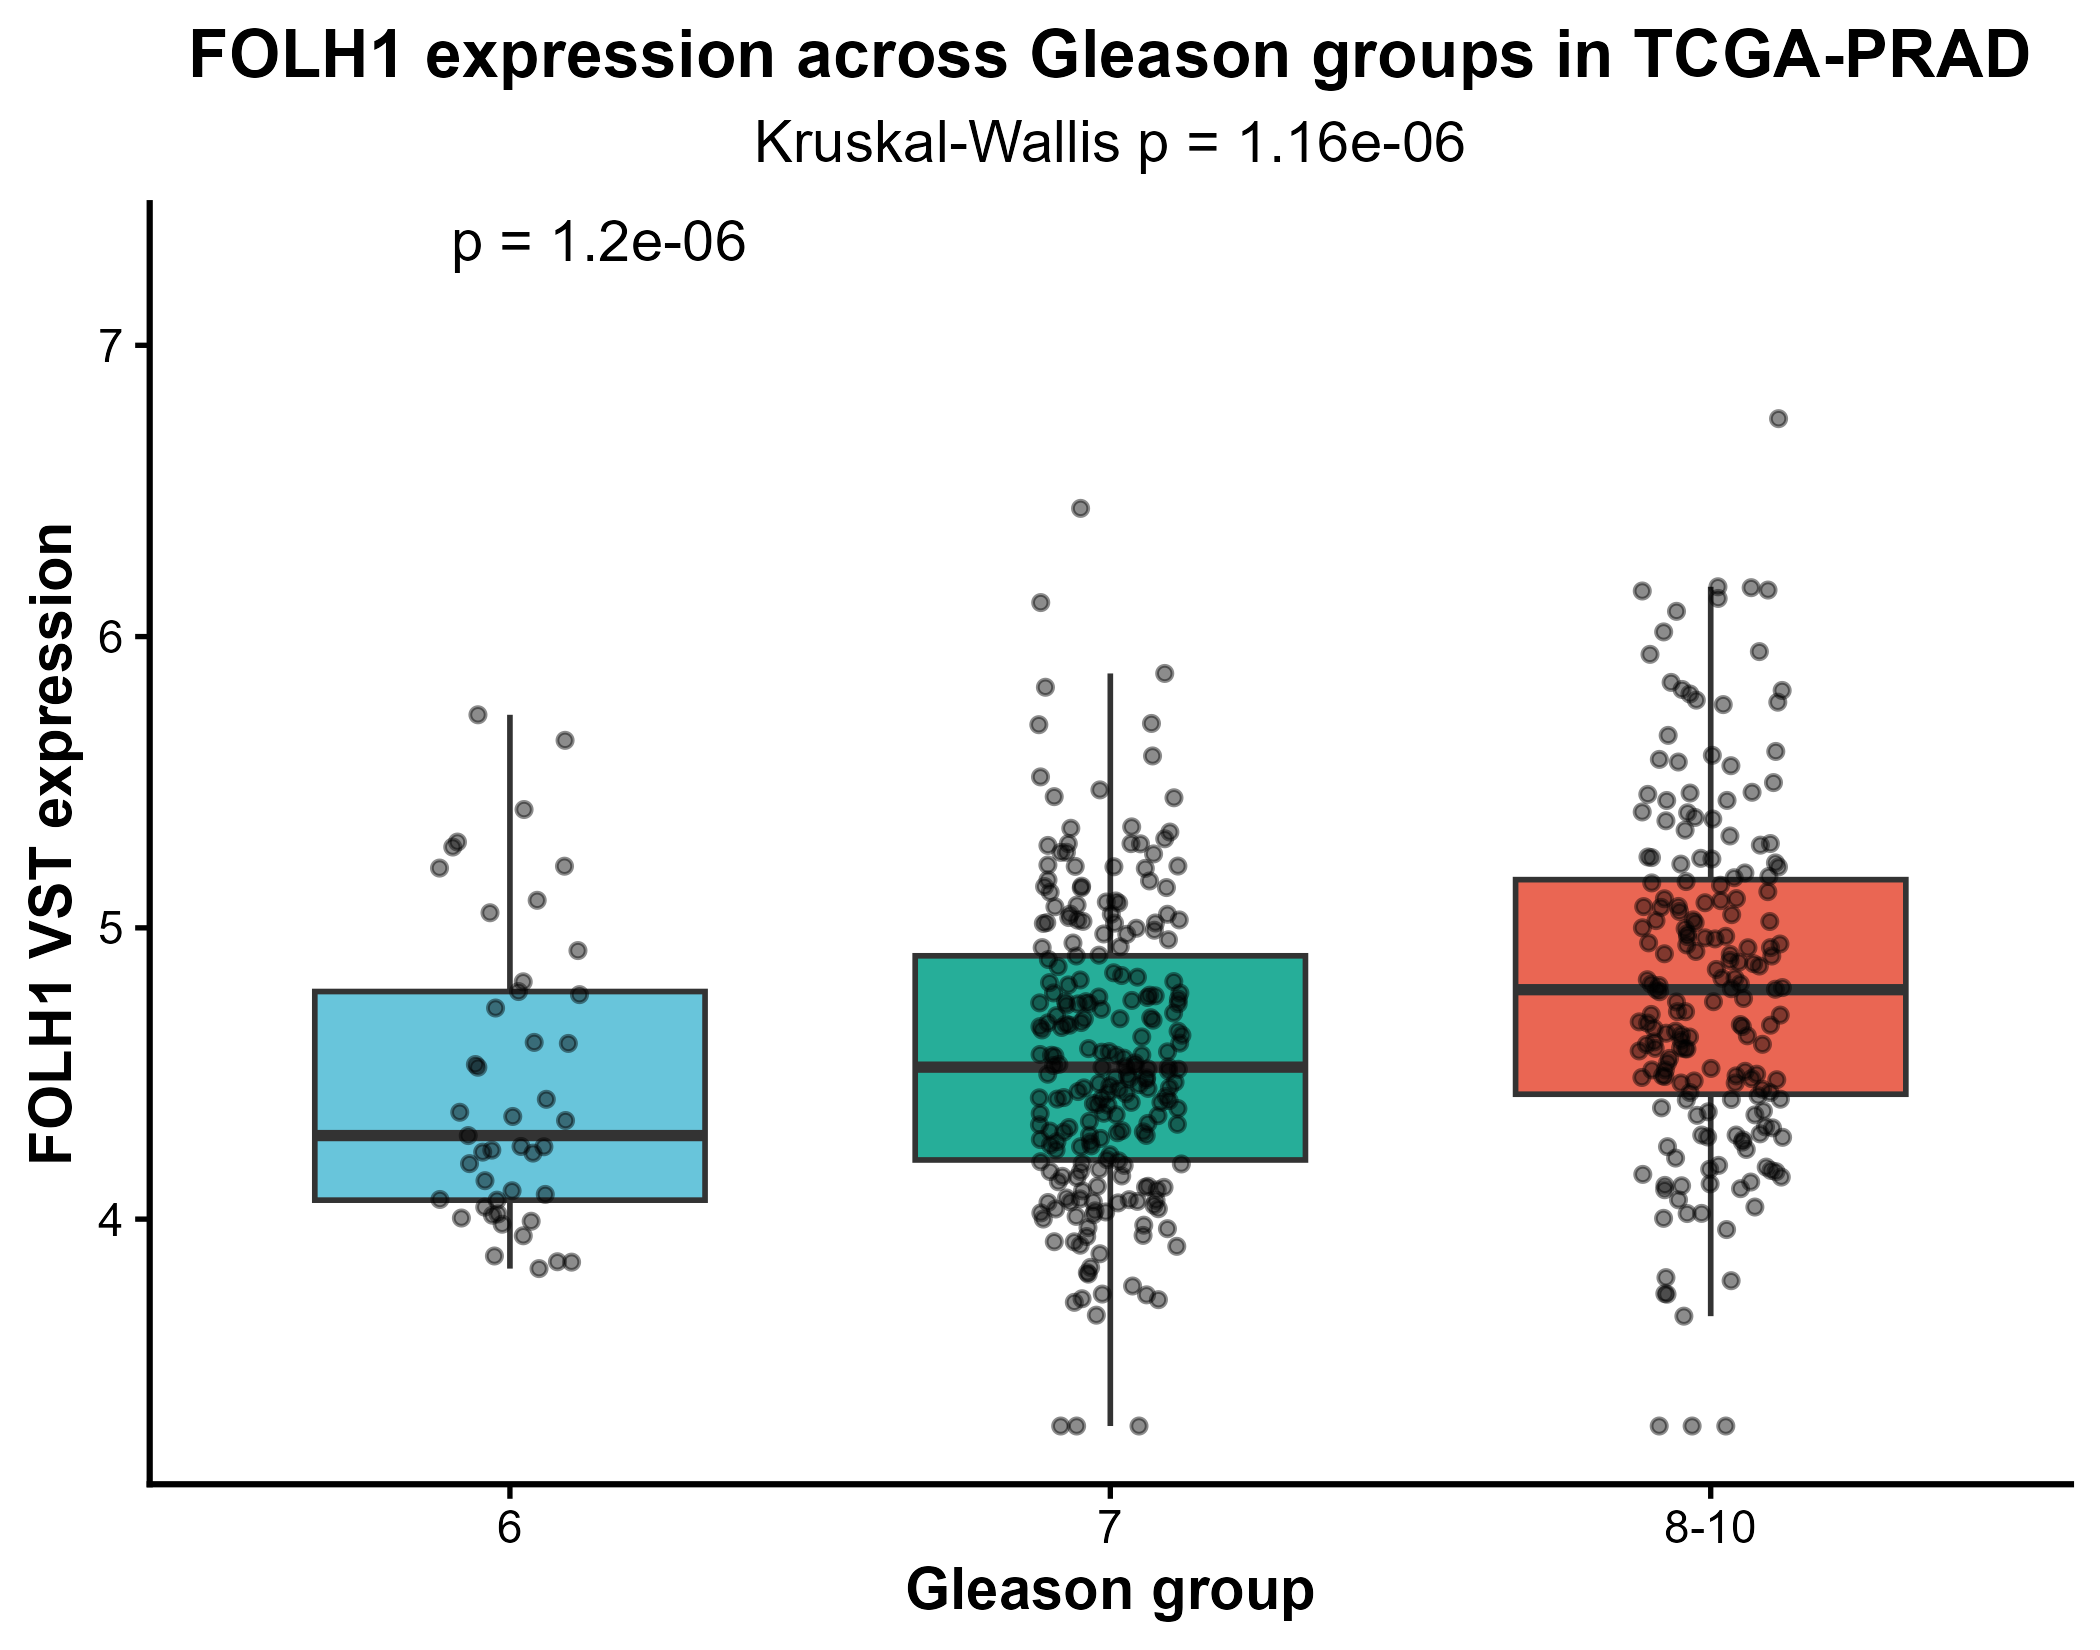 FOLH1 expression across Gleason groups in TCGA-PRAD
Kruskal-Wallis p = 1.16e-06
p = 1.2e-06
7
6
5
4
FOLH1 VST expression
6
7
8-10
Gleason group